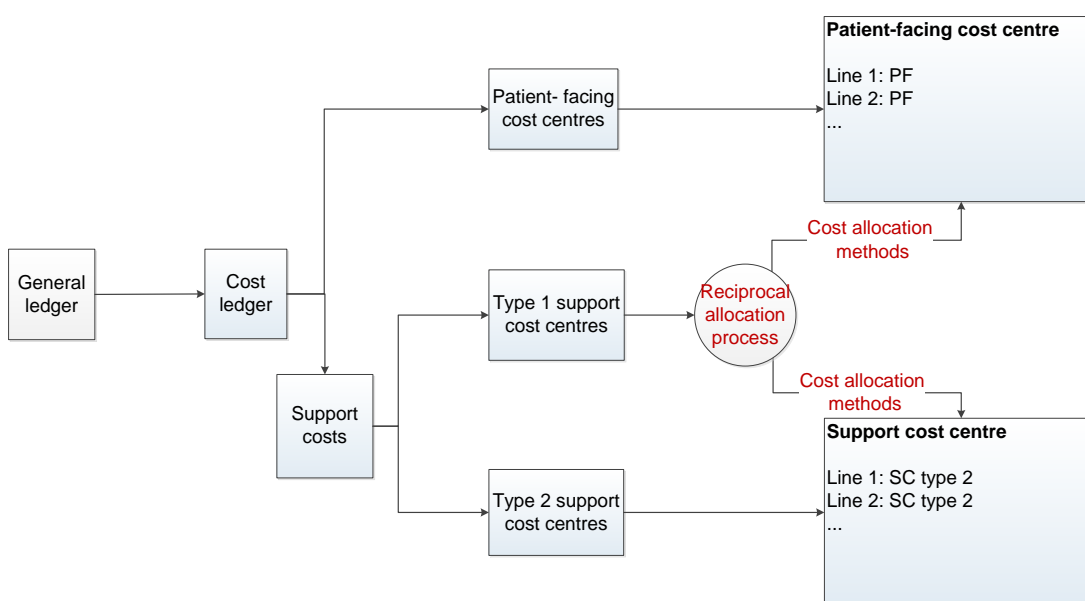 General
ledger
Cost
ledger
Support
costs
Patient- facing
cost centres
Type 1 support
cost centres
Type 2 support
cost centres
Reciprocal
allocation
process
Cost allocation
methods
Cost allocation
methods
Patient-facing cost centre
Line 1: PF
Line 2: PF
...
Support cost centre
Line 1: SC type 2
Line 2: SC type 2
...